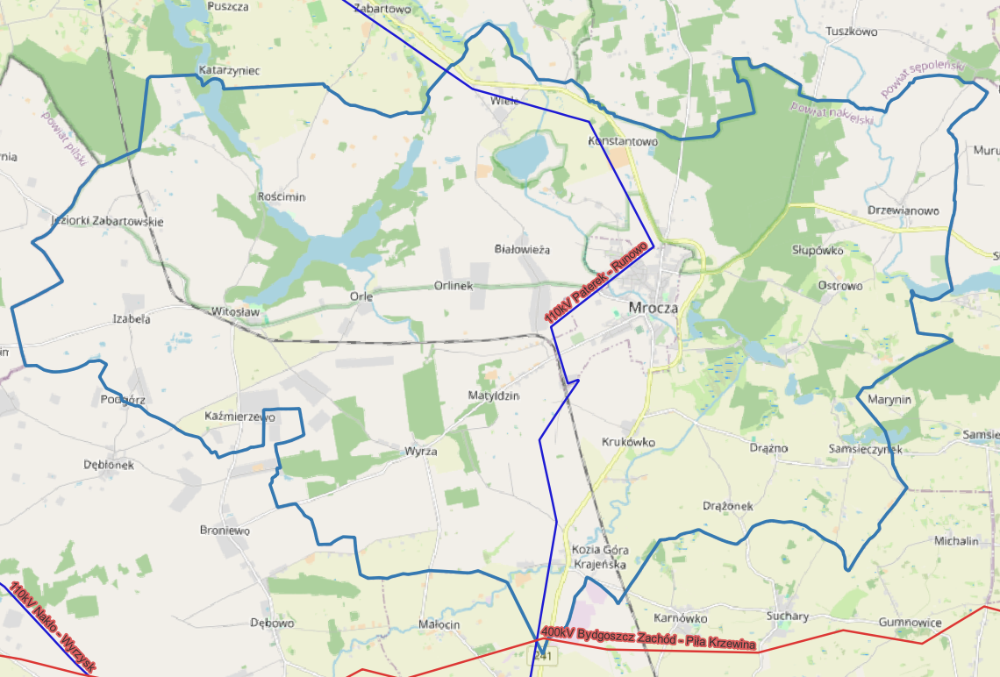 Puszcza
Zabartowo
Tuszkowo
Katarzyniec
powiat sępoleński
Wiele
powiat nakielski
powiat pilski
Konstantowo
Muru
nia
Rościmin
Jeziorki Zabartowskie
Drzewianowo
Białowieża
Słupówko
S
110kV Paterek - Runowo
Orlinek
Ostrowo
Orle
Mrocza
Witosław
Izabela
in
Matyldzin
Podgórz
Marynin
Kaźmierzewo
Samsie
Krukówko
Wyrza
Drążno
Samsieczynek
Dębionek
Drążonek
Broniewo
Michalin
Kozia Góra
Krajeńska
110kV Nakło - Wyrzysk
Dębowo
Małocin
Karnówko
Suchary
Gumnowice
400kV Bydgoszcz Zachód - Piła Krzewina
241